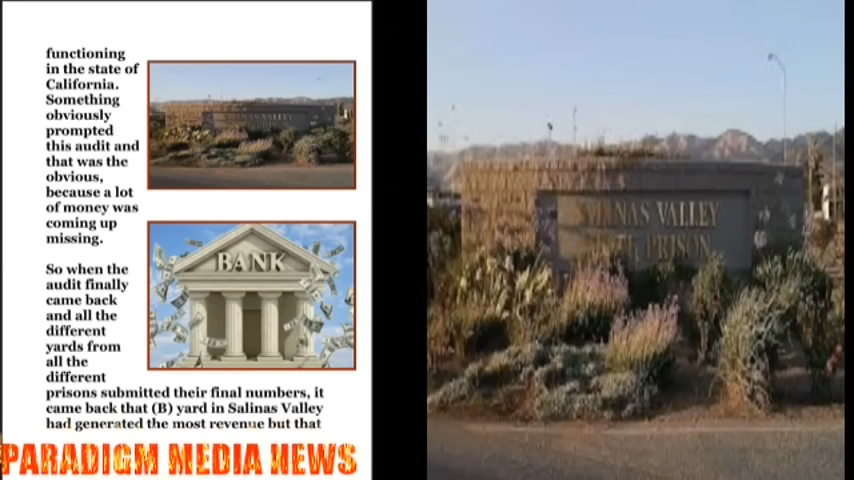 functioning
in the state of
California.
Something
obviously
prompted
this audit and
that was the
obvious,
because a lot
of money was
coming up
missing.
So when the
audit finally
came back
and all the
different
yards from
all the
different
prisons submitted their final numbers, it
came back that (B) yard in Salinas Valley
had generated the most revenue but that
SALINAS VALLEY
BANK
PARADIGM MEDIA NEWS
SALINAS VALLEY
STATE PRISON